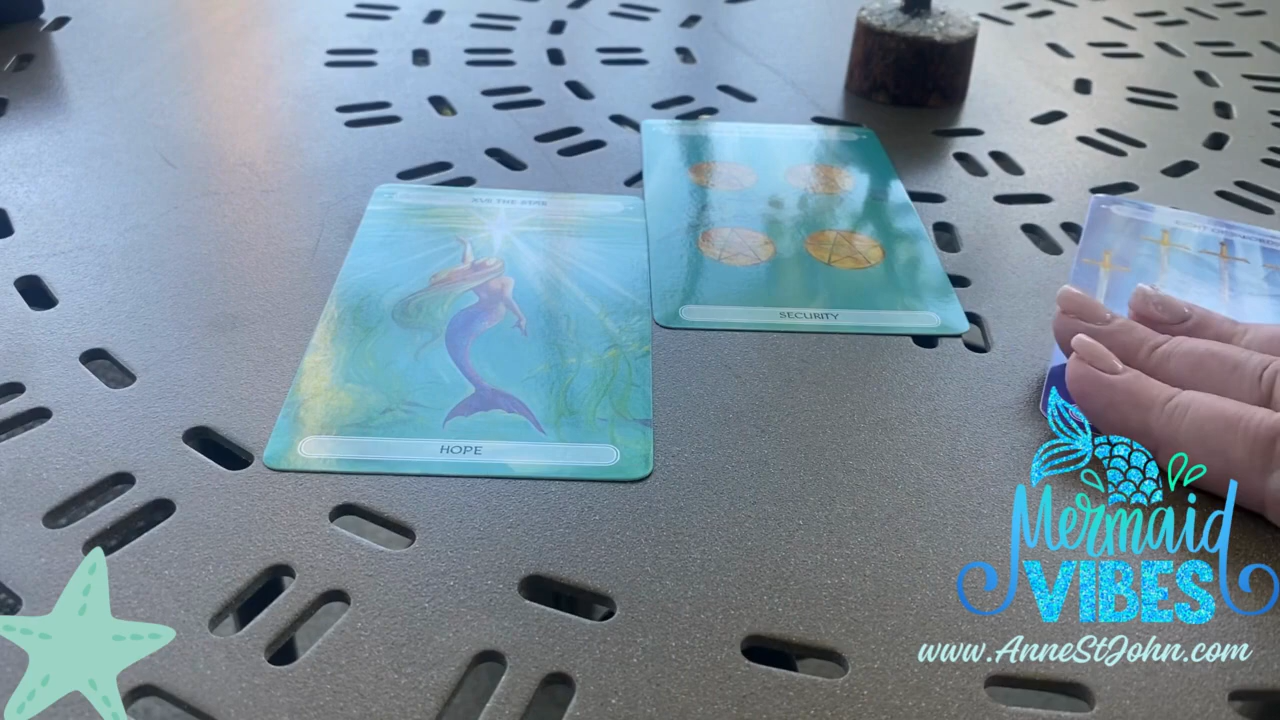 XVII THE STAR
HOPE
SECURITY
Mermaid
VIBES
www.AnneStJohn.com